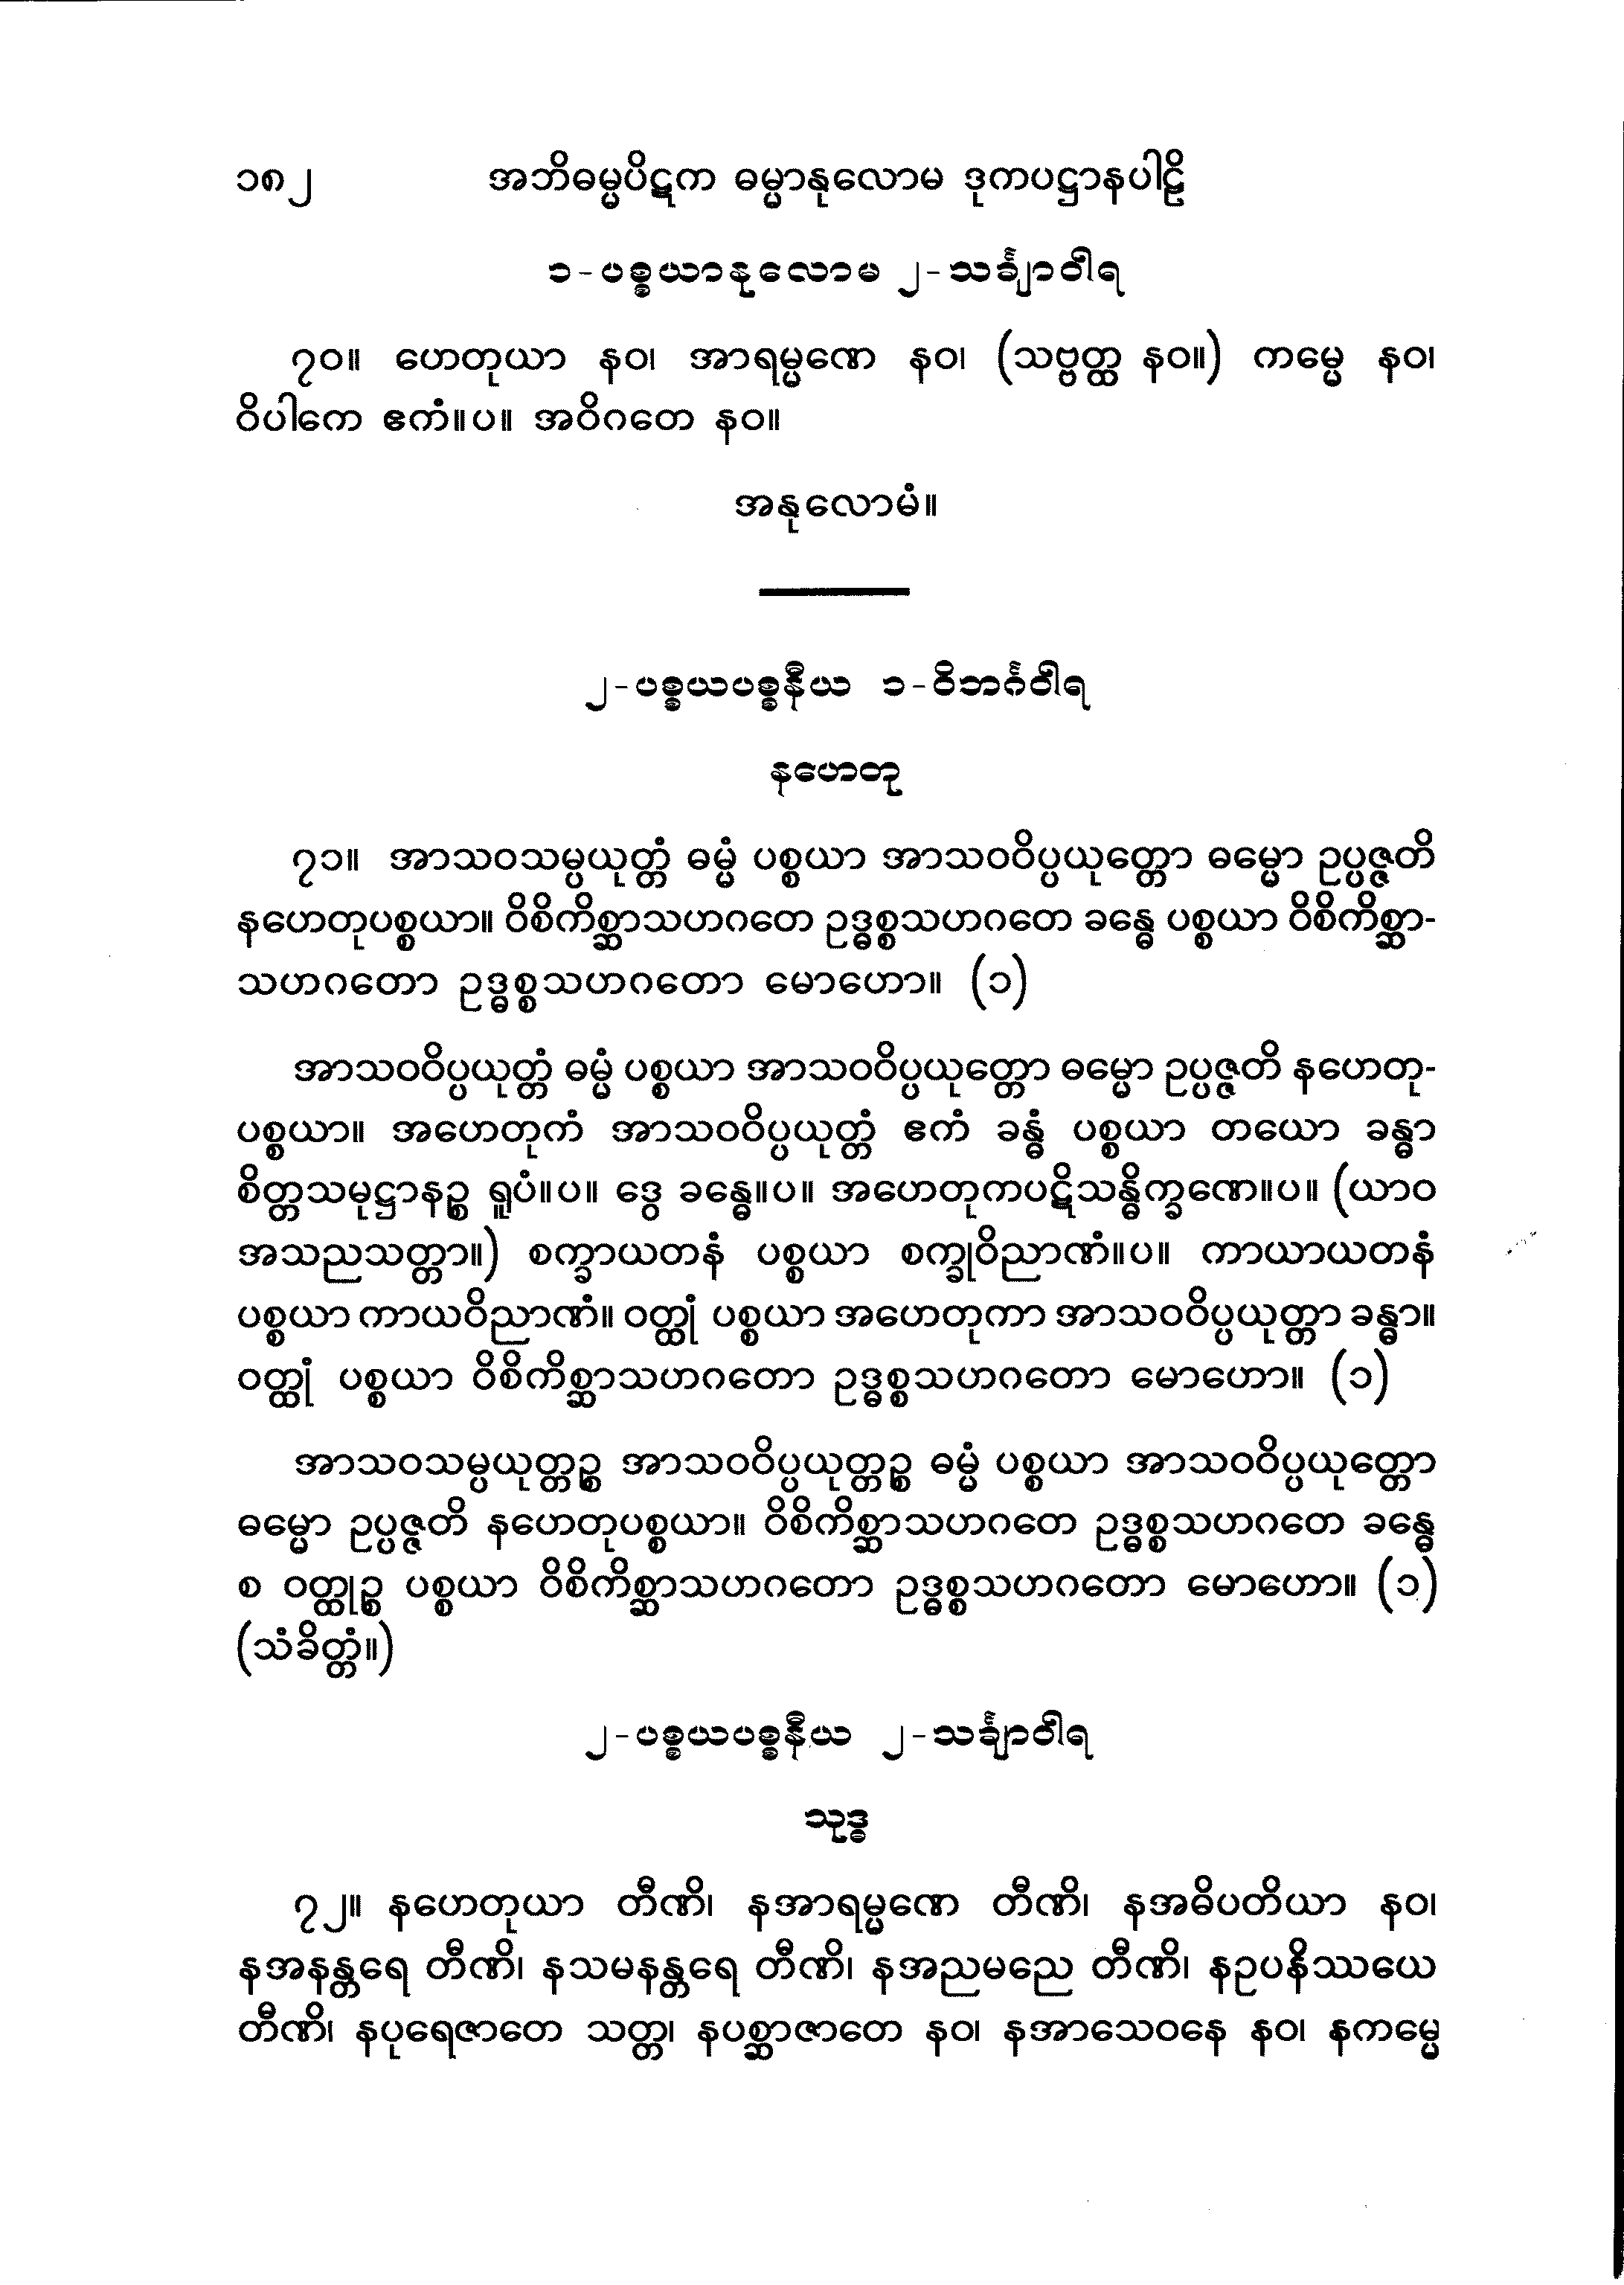 ၁၈၂ အဘိဓမ္မပိဋက ဓမ္မာနုလောမ ဒုကပဋ္ဌာနပါဠိ
၁-ပစ္စယာနုလောမ ၂-သင်္ချာဝါရ
၇၀။ ဟေတုယာ နဝ၊ အာရမ္မဏေ နဝ၊ (သဗ္ဗတ္ထ နဝ။) ကမ္မေ နဝ၊
ဝိပါကေ ဧကံ။ပ။ အဝိဂတေ နဝ။
အနုလောမံ။
၂-ပစ္စယပစ္စနီယ ၁-ဝိဘင်္ဂဝါရ
နဟေတု
၇၁။ အာသဝသမ္ပယုတ္တံ ဓမ္မံ ပစ္စယာ အာသဝဝိပ္ပယုတ္တော ဓမ္မော ဥပ္ပဇ္ဇတိ
နဟေတုပစ္စယာ။ ဝိစိကိစ္ဆာသဟဂတေ ဥဒ္ဓစ္စသဟဂတေ ခန္ဓေ ပစ္စယာ ဝိစိကိစ္ဆာ-
သဟဂတော ဥဒ္ဓစ္စသဟဂတော မောဟော။ (၁)
အာသဝဝိပ္ပယုတ္တံ ဓမ္မံ ပစ္စယာ အာသဝဝိပ္ပယုတ္တော ဓမ္မော ဥပ္ပဇ္ဇတိ နဟေတု-
ပစ္စယာ။ အဟေတုကံ အာသဝဝိပ္ပယုတ္တံ ဧကံ ခန္ဓံ ပစ္စယာ တယော ခန္ဓာ
စိတ္တသမုဋ္ဌာနဉ္စ ရူပံ။ပ။ ဒွေ ခန္ဓေ။ပ။ အဟေတုကပဋိသန္ဓိက္ခဏေ။ပ။ (ယာဝ
အသညသတ္တာ။) စက္ခာယတနံ ပစ္စယာ စက္ခုဝိညာဏံ။ပ။ ကာယာယတနံ
ပစ္စယာ ကာယဝိညာဏံ။ ဝတ္ထုံ ပစ္စယာ အဟေတုကာ အာသဝဝိပ္ပယုတ္တာ ခန္ဓာ။
ဝတ္ထုံ ပစ္စယာ ဝိစိကိစ္ဆာသဟဂတော ဥဒ္ဓစ္စသဟဂတော မောဟော။ (၁)
အာသဝသမ္ပယုတ္တဉ္စ အာသဝဝိပ္ပယုတ္တဉ္စ ဓမ္မံ ပစ္စယာ အာသဝဝိပ္ပယုတ္တော
ဓမ္မော ဥပ္ပဇ္ဇတိ နဟေတုပစ္စယာ။ ဝိစိကိစ္ဆာသဟဂတေ ဥဒ္ဓစ္စသဟဂတေ ခန္ဓေ
စ ဝတ္ထုဉ္စ ပစ္စယာ ဝိစိကိစ္ဆာသဟဂတော ဥဒ္ဓစ္စသဟဂတော မောဟော။ (၁)
(သံခိတ္တံ။)
၂-ပစ္စယပစ္စနီယ ၂-သင်္ချာဝါရ
သုဒ္ဓ
၇၂။ နဟေတုယာ တီဏိ၊ နအာရမ္မဏေ တီဏိ၊ နအဓိပတိယာ နဝ၊
နအနန္တရေ တီဏိ၊ နသမနန္တရေ တီဏိ၊ နအညမညေ တီဏိ၊ နဥပနိဿယေ
တီဏိ၊ နပုရေဇာတေ သတ္တ၊ နပစ္ဆာဇာတေ နဝ၊ နအာသေဝနေ နဝ၊ နကမ္မေ